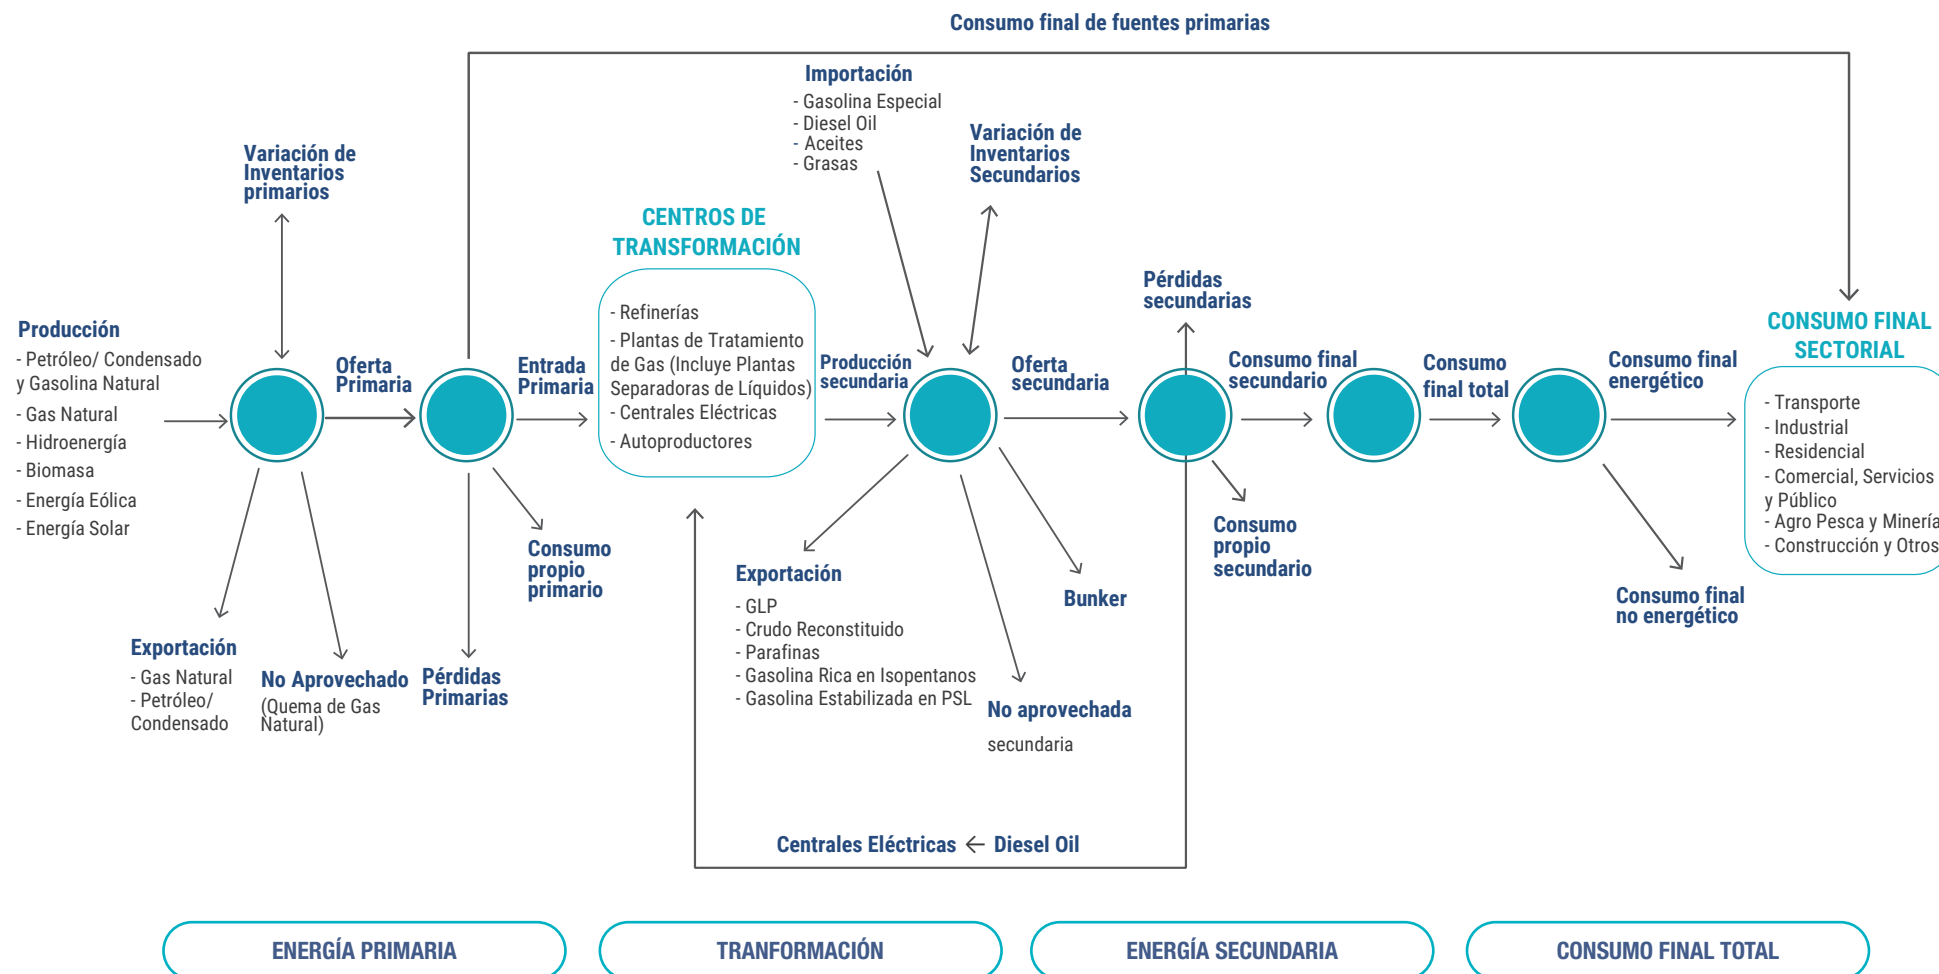 Consumo final de fuentes primarias
Importación
- Gasolina Especial
- Diesel Oil
- Aceites
- Grasas
Variación de
Inventarios
Secundarios
Variación de
Inventarios
primarios
CENTROS DE
TRANSFORMACIÓN
- Refinerías
- Plantas de Tratamiento
de Gas (Incluye Plantas
Separadoras de Líquidos)
- Centrales Eléctricas
- Autoproductores
Pérdidas
secundarias
Producción
- Petróleo/ Condensado
y Gasolina Natural
- Gas Natural
- Hidroenergía
- Biomasa
- Energía Eólica
- Energía Solar
Oferta
Primaria
Entrada
Primaria
Producción
secundaria
Oferta
secundaria
Consumo final
secundario
Consumo
final total
Consumo final
energético
CONSUMO FINAL
SECTORIAL
- Transporte
- Industrial
- Residencial
- Comercial, Servicios
y Público
- Agro Pesca y Minería
- Construcción y Otros
Exportación
- Gas Natural
- Petróleo/
Condensado
No Aprovechado
(Quema de Gas
Natural)
Pérdidas
Primarias
Consumo
propio
primario
Exportación
- GLP
- Crudo Reconstituido
- Parafinas
- Gasolina Rica en Isopentanos
- Gasolina Estabilizada en PSL
No aprovechada
secundaria
Bunker
Consumo
propio
secundario
Consumo final
no energético
Centrales Eléctricas ← Diesel Oil
ENERGÍA PRIMARIA
TRANFORMACIÓN
ENERGÍA SECUNDARIA
CONSUMO FINAL TOTAL